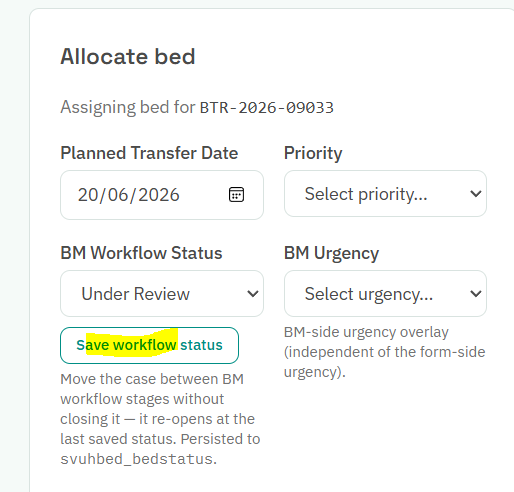 Allocate bed
Assigning bed for BTR-2026-09033
Planned Transfer Date
Priority
20/06/2026
Select priority...
BM Workflow Status
BM Urgency
Under Review
Select urgency...
Save workflow status
BM-side urgency overlay
(independent of the form-side
urgency).
Move the case between BM
workflow stages without
closing it — it re-opens at the
last saved status. Persisted to
svuhbed_bedstatus.